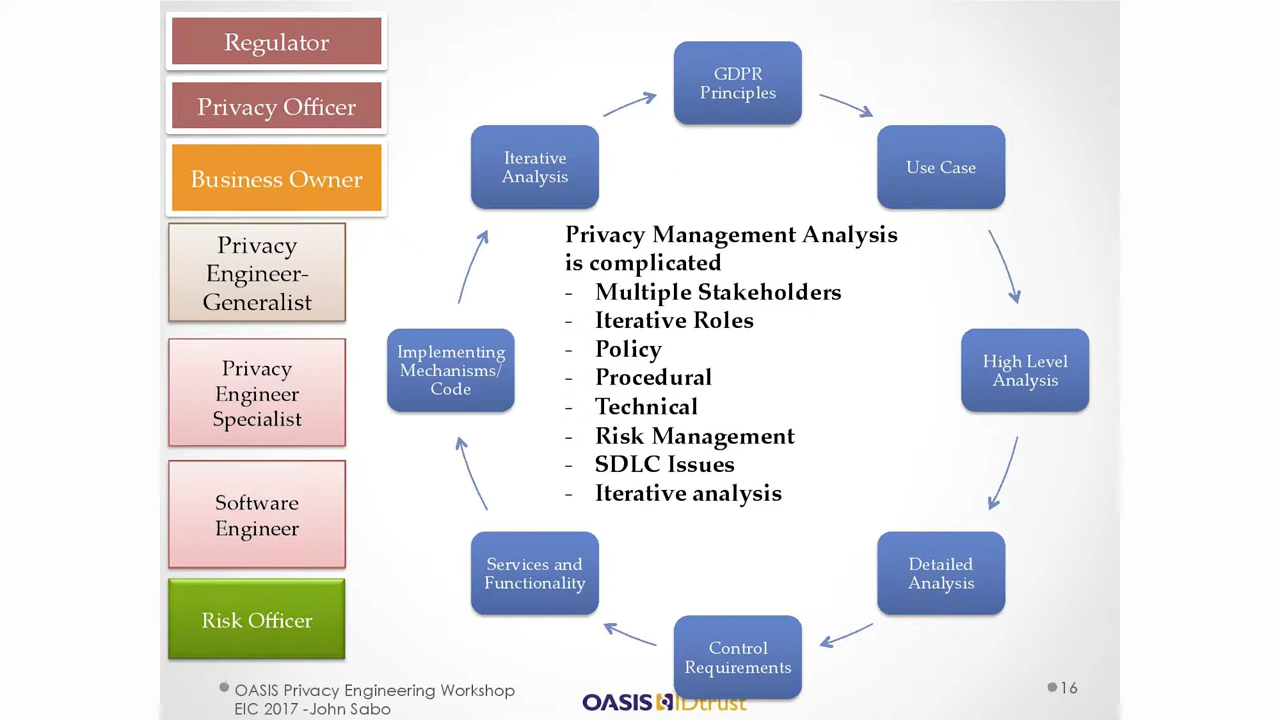 Regulator
Privacy Officer
Business Owner
Privacy
Engineer-
Generalist
Privacy
Engineer
Specialist
Software
Engineer
Risk Officer
GDPR
Principles
Use Case
High Level
Analysis
Detailed
Analysis
Control
Requirements
Services and
Functionality
Implementing
Mechanisms/
Code
Iterative
Analysis
Privacy Management Analysis
is complicated
- Multiple Stakeholders
- Iterative Roles
- Policy
- Procedural
- Technical
- Risk Management
- SDLC Issues
- Iterative analysis
OASIS Privacy Engineering Workshop
EIC 2017 -John Sabo
OASIS IDtrust
16